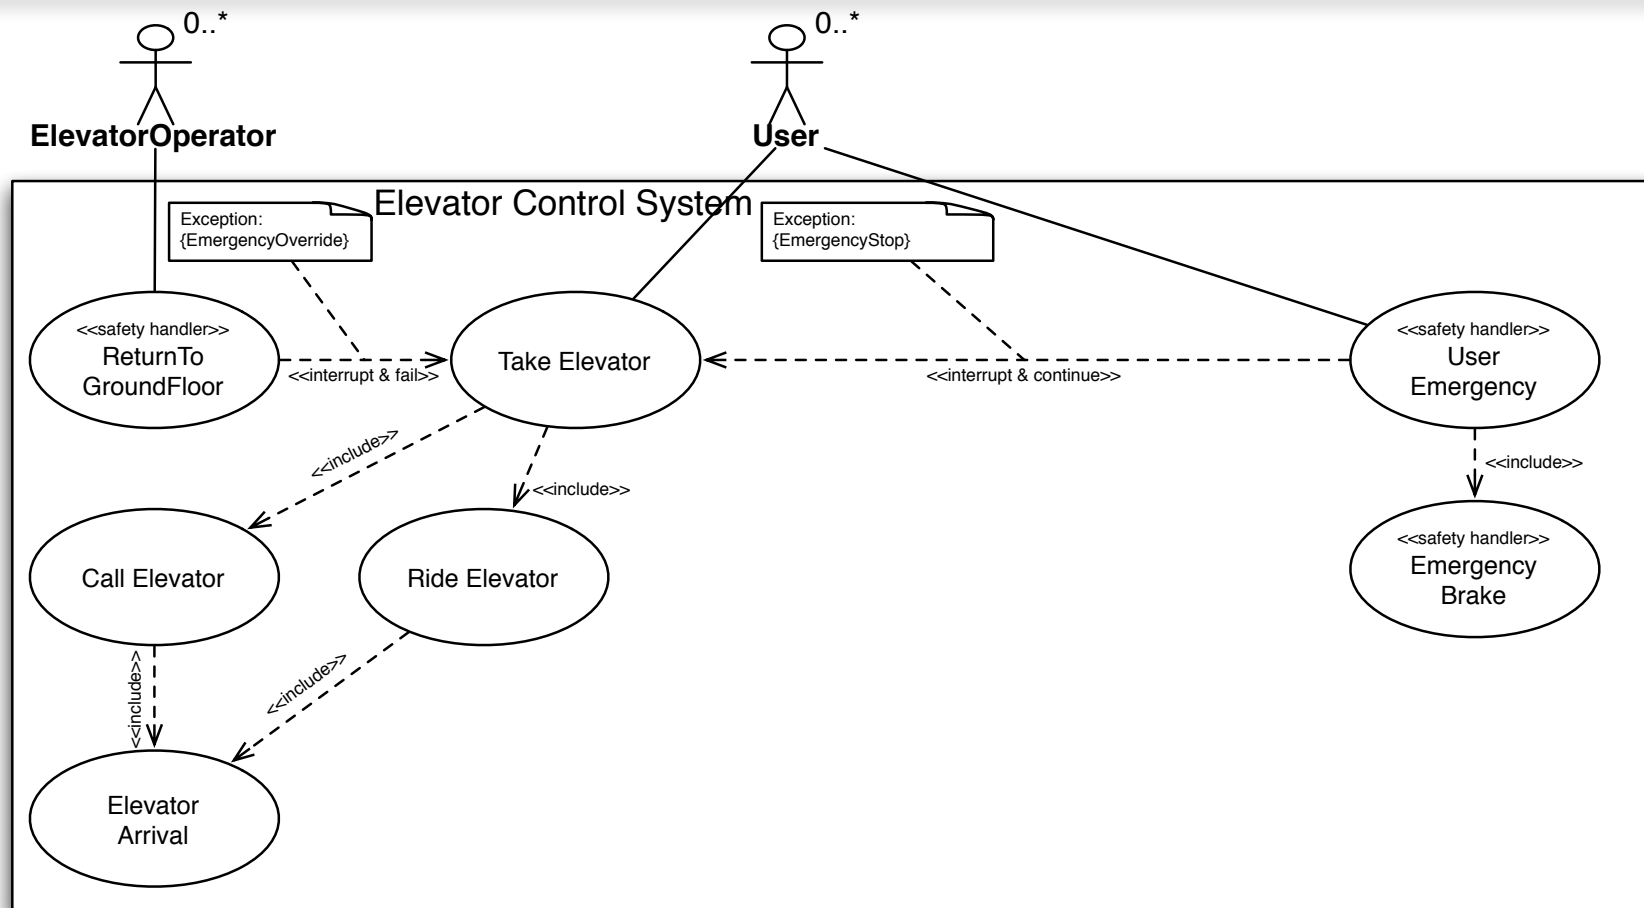 0..*
0..*
ElevatorOperator
User
Elevator Control System
Exception:
{EmergencyOverride}
Exception:
{EmergencyStop}
<<safety handler>>
ReturnTo
GroundFloor
<<interrupt & fail>>
Take Elevator
<<interrupt & continue>>
<<safety handler>>
User
Emergency
<<include>>
<<include>>
<<include>>
Call Elevator
Ride Elevator
<<safety handler>>
Emergency
Brake
<<include>>
<<include>>
Elevator
Arrival